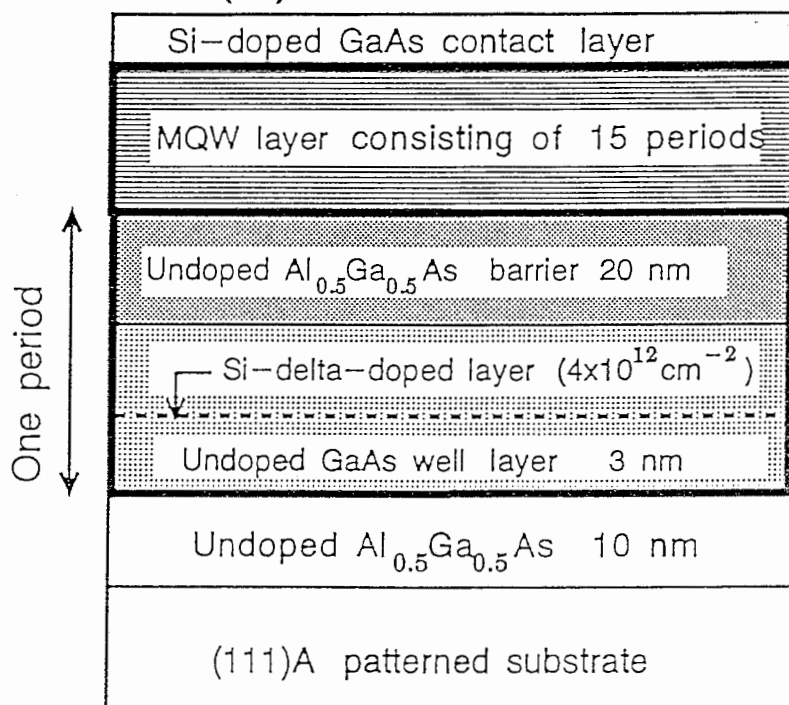 Si-doped GaAs contact layer
MQW layer consisting of 15 periods
Undoped Al0.5Ga0.5As barrier 20 nm
Si-delta-doped layer (4x10^12 cm^-2)
Undoped GaAs well layer 3 nm
One period
Undoped Al0.5Ga0.5As 10 nm
(111)A patterned substrate